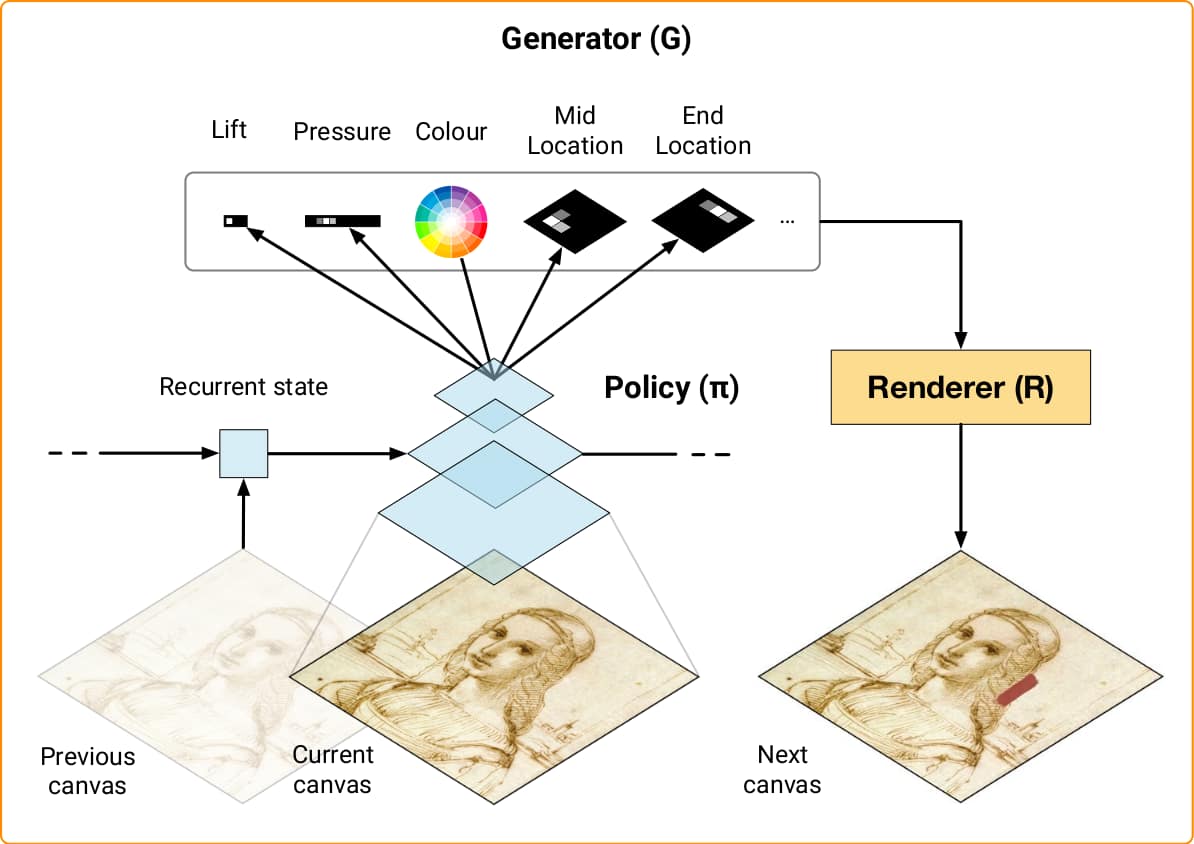 Generator (G)
Lift
Pressure
Colour
Mid
Location
End
Location
...
Recurrent state
Policy (π)
Renderer (R)
Previous
canvas
Current
canvas
Next
canvas